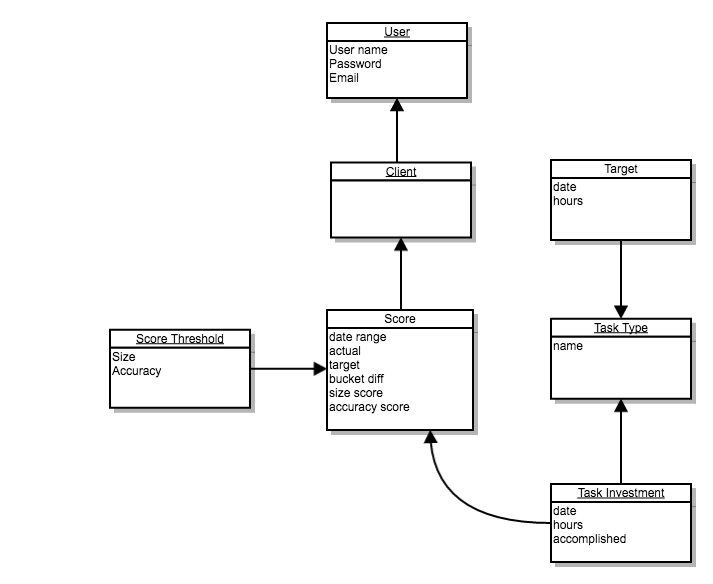 User
User name
Password
Email
Client
Target
date
hours
Score Threshold
Size
Accuracy
Score
date range
actual
target
bucket diff
size score
accuracy score
Task Type
name
Task Investment
date
hours
accomplished